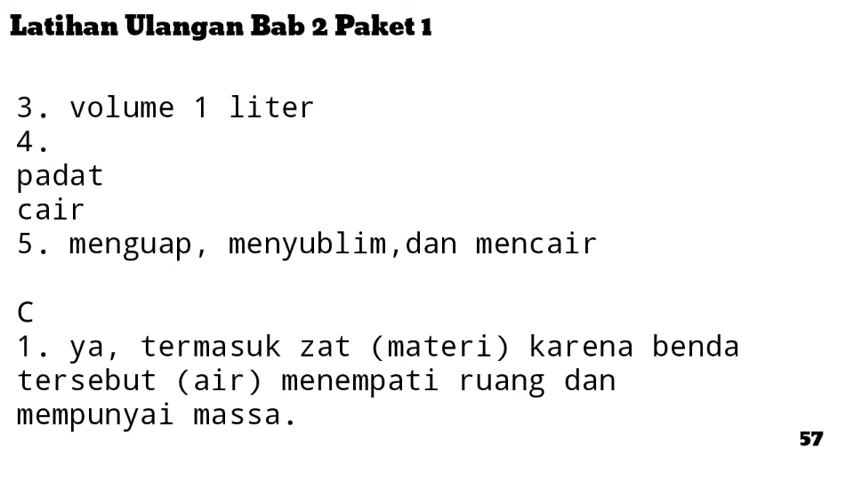 Latihan Ulangan Bab 2 Paket 1
3. volume 1 liter
4.
padat
cair
5. menguap, menyublim,dan mencair
C
1. ya, termasuk zat (materi) karena benda
tersebut (air) menempati ruang dan
mempunyai massa.
57